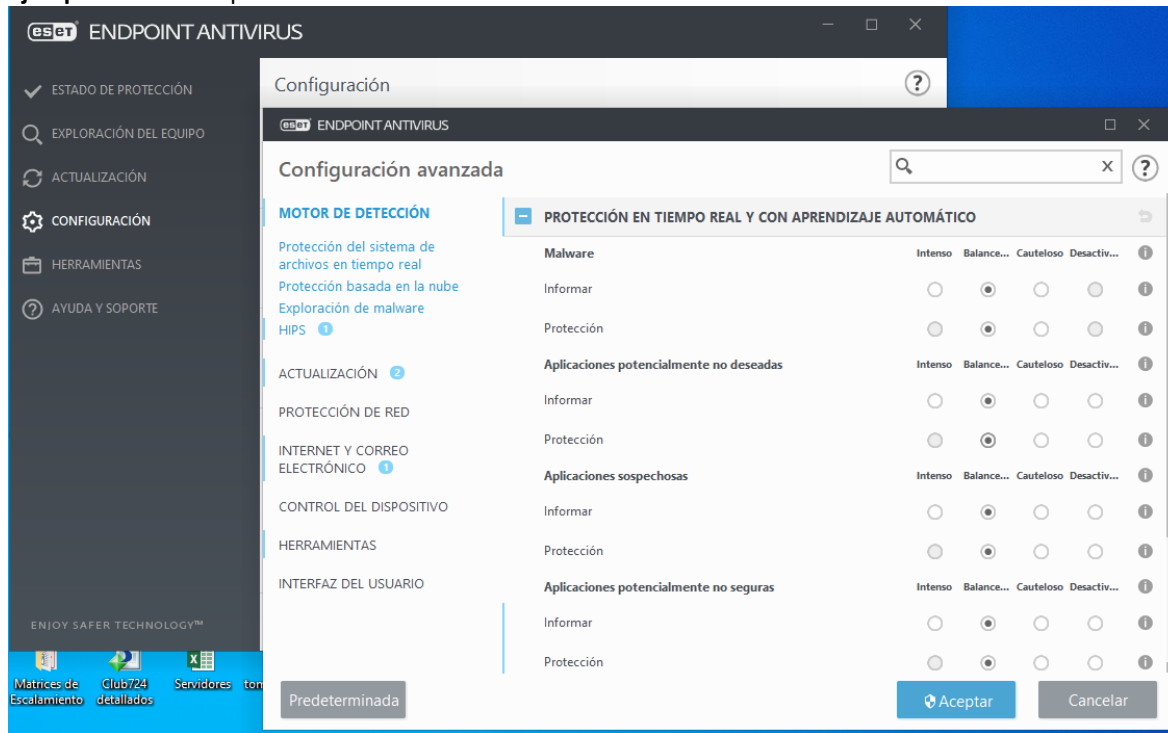 eset ENDPOINT ANTIVIRUS
ESTADO DE PROTECCIÓN
EXPLORACIÓN DEL EQUIPO
ACTUALIZACIÓN
CONFIGURACIÓN
HERRAMIENTAS
AYUDA Y SOPORTE
ENJOY SAFER TECHNOLOGY™
Configuración
?
eset ENDPOINT ANTIVIRUS
Configuración avanzada
x
?
MOTOR DE DETECCIÓN
Protección del sistema de
archivos en tiempo real
Protección basada en la nube
Exploración de malware
HIPS 1
ACTUALIZACIÓN 2
PROTECCIÓN DE RED
INTERNET Y CORREO
ELECTRÓNICO 1
CONTROL DEL DISPOSITIVO
HERRAMIENTAS
INTERFAZ DEL USUARIO
PROTECCIÓN EN TIEMPO REAL Y CON APRENDIZAJE AUTOMÁTICO
Malware Intenso Balance... Cauteloso Desactiv...
Informar
Protección
Aplicaciones potencialmente no deseadas Intenso Balance... Cauteloso Desactiv...
Informar
Protección
Aplicaciones sospechosas Intenso Balance... Cauteloso Desactiv...
Informar
Protección
Aplicaciones potencialmente no seguras Intenso Balance... Cauteloso Desactiv...
Informar
Protección
Predeterminada Aceptar Cancelar
Matrices de Club724 Servidores ton
Escalamiento detallados